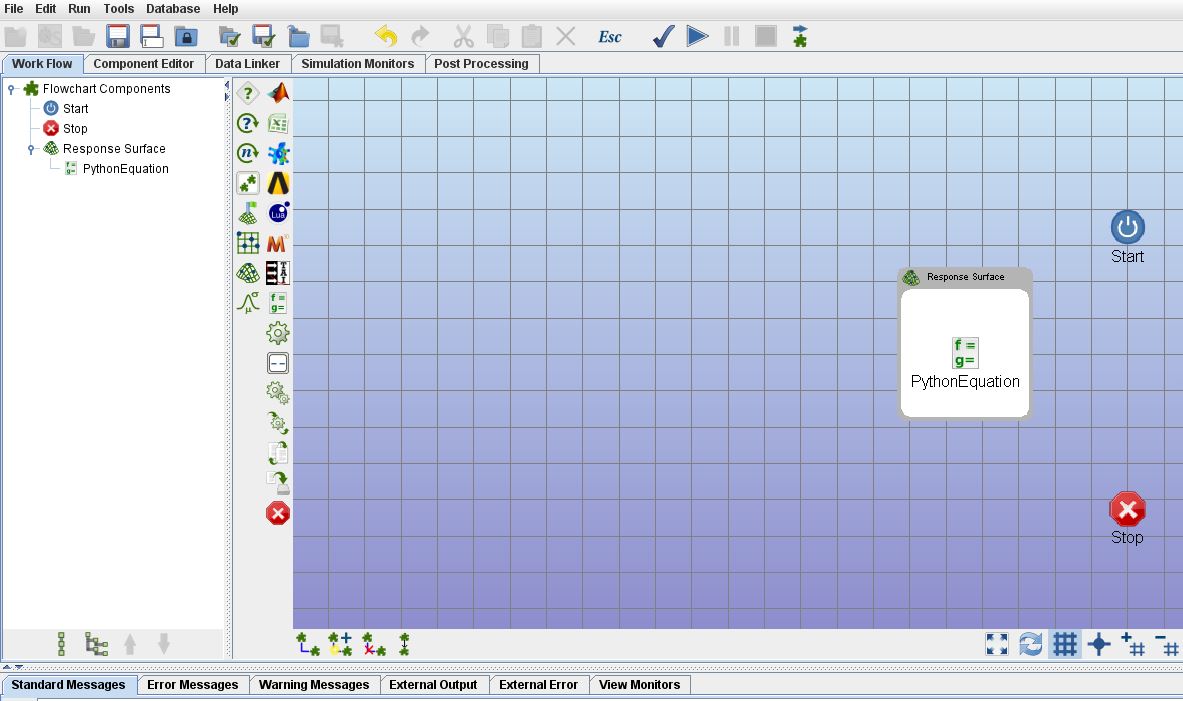 File Edit Run Tools Database Help
Esc
Work Flow Component Editor Data Linker Simulation Monitors Post Processing
Flowchart Components
Start
Stop
Response Surface
f=
g=
PythonEquation
?
?
n
Lua
M
TAI
μ σ
f =
g=
Start
Response Surface
f =
g=
PythonEquation
Stop
Standard Messages Error Messages Warning Messages External Output External Error View Monitors